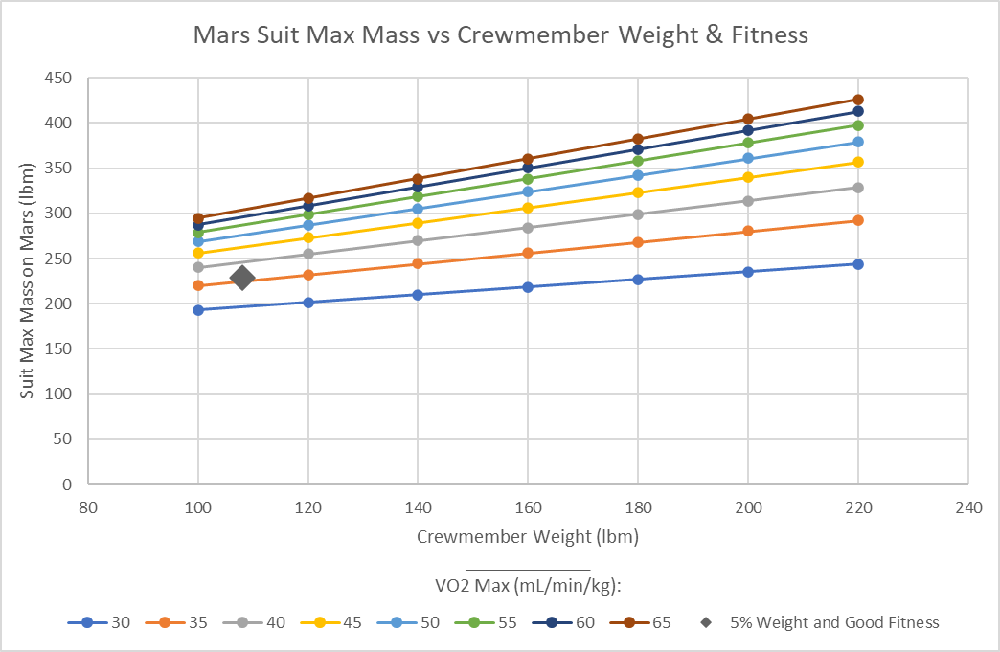 Mars Suit Max Mass vs Crewmember Weight & Fitness
450
400
350
300
250
200
150
100
50
0
Suit Max Mass on Mars (lbm)
80 100 120 140 160 180 200 220 240
Crewmember Weight (lbm)
VO2 Max (mL/min/kg):
30 35 40 45 50 55 60 65 5% Weight and Good Fitness